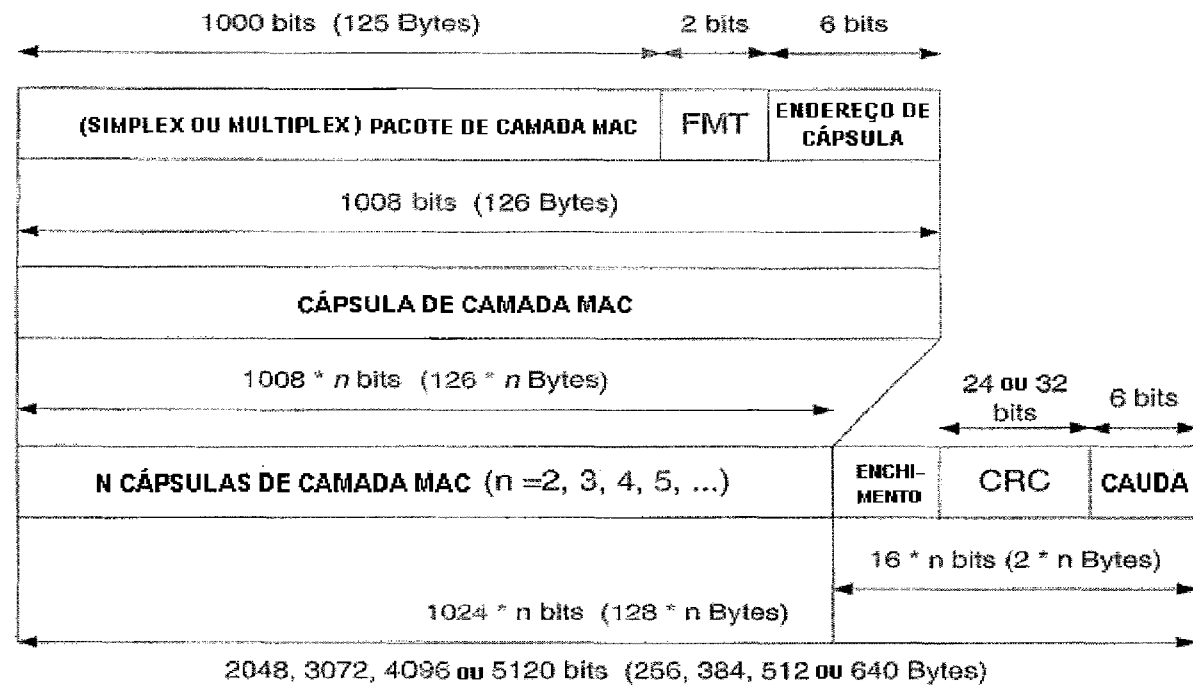 1000 bits (125 Bytes)
2 bits
6 bits
(SIMPLEX OU MULTIPLEX) PACOTE DE CAMADA MAC
FMT
ENDEREÇO DE
CÁPSULA
1008 bits (126 Bytes)
CÁPSULA DE CAMADA MAC
1008 * n bits (126 * n Bytes)
24 ou 32
bits
6 bits
N CÁPSULAS DE CAMADA MAC (n =2, 3, 4, 5, ...)
ENCHI-
MENTO
CRC
CAUDA
16 * n bits (2 * n Bytes)
1024 * n bits (128 * n Bytes)
2048, 3072, 4096 ou 5120 bits (256, 384, 512 ou 640 Bytes)